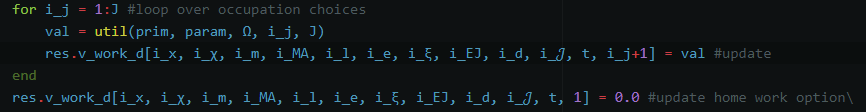 for i_j = 1:J #loop over occupation choices
    val = util(prim, param, Ω, i_j, J)
    res.v_work_d[i_x, i_χ, i_m, i_MA, i_l, i_e, i_ξ, i_EJ, i_d, i_𝒥, t, i_j+1] = val #update
end
res.v_work_d[i_x, i_χ, i_m, i_MA, i_l, i_e, i_ξ, i_EJ, i_d, i_𝒥, t, 1] = 0.0 #update home work option\